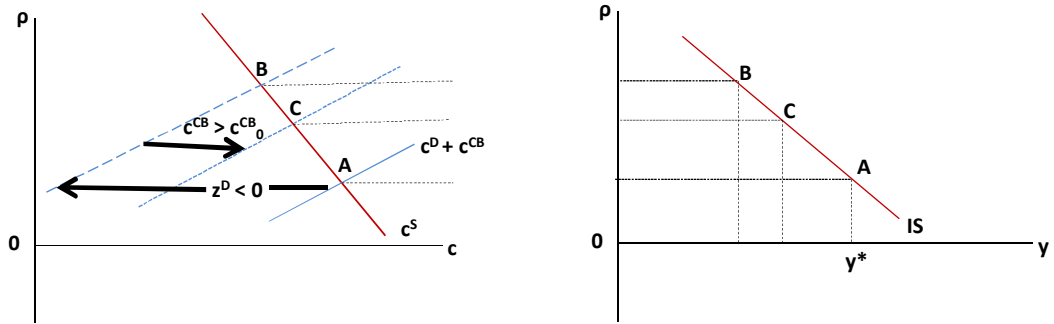 ρ
B
C
c^CB > c^CB_0
A
c^D + c^CB
z^D < 0
c^S
0
c
ρ
B
C
A
IS
0
y
y*